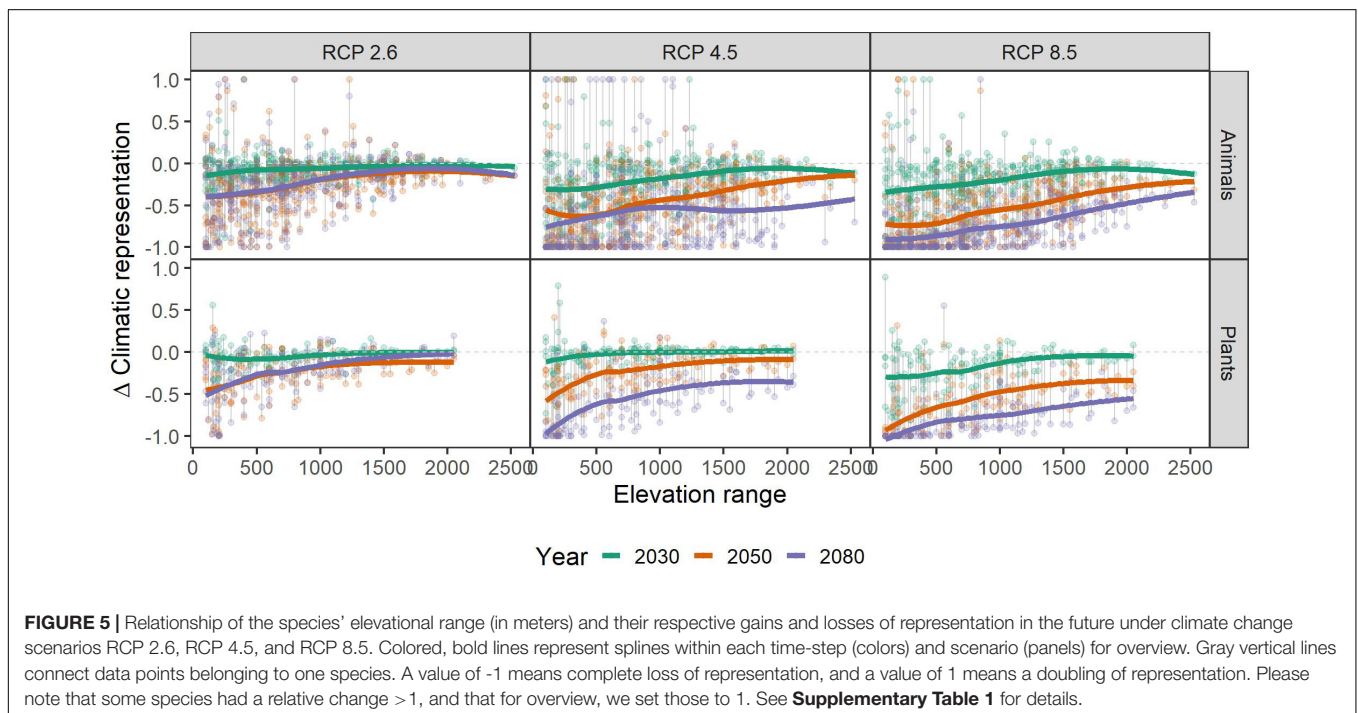 RCP 2.6 RCP 4.5 RCP 8.5
1.0
0.5
0.0
-0.5
-1.0
Animals
1.0
0.5
0.0
-0.5
-1.0
Plants
Δ Climatic representation
0 500 1000 1500 2000 2500 0 500 1000 1500 2000 2500 0 500 1000 1500 2000 2500
Elevation range
Year 2030 2050 2080
FIGURE 5 | Relationship of the species' elevational range (in meters) and their respective gains and losses of representation in the future under climate change
scenarios RCP 2.6, RCP 4.5, and RCP 8.5. Colored, bold lines represent splines within each time-step (colors) and scenario (panels) for overview. Gray vertical lines
connect data points belonging to one species. A value of -1 means complete loss of representation, and a value of 1 means a doubling of representation. Please
note that some species had a relative change >1, and that for overview, we set those to 1. See Supplementary Table 1 for details.